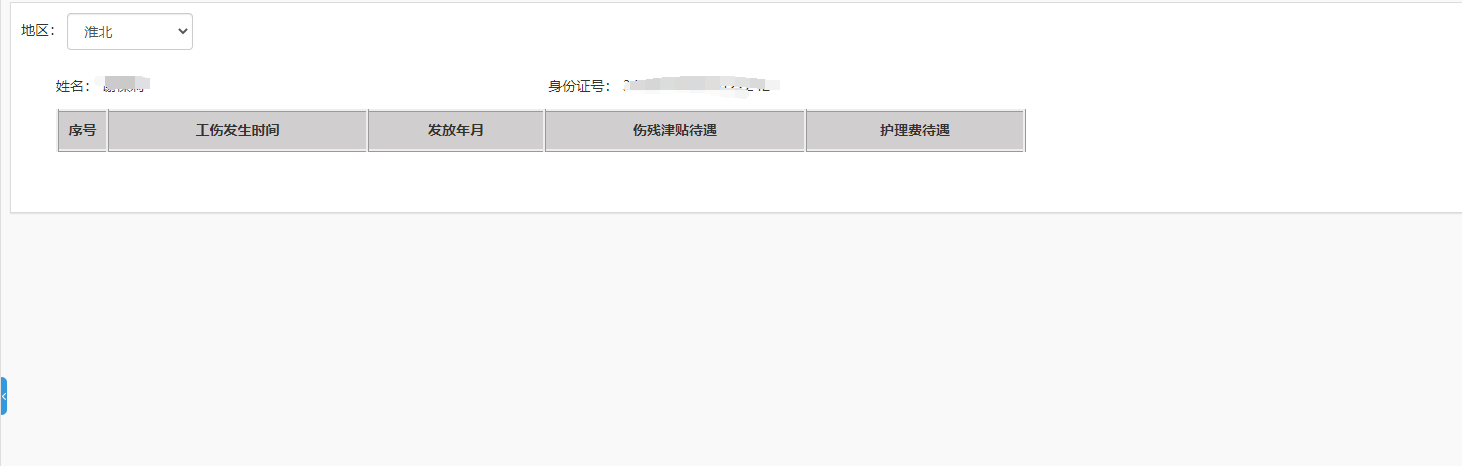 地区： 淮北
姓名： 身份证号：
序号 工伤发生时间 发放年月 伤残津贴待遇 护理费待遇